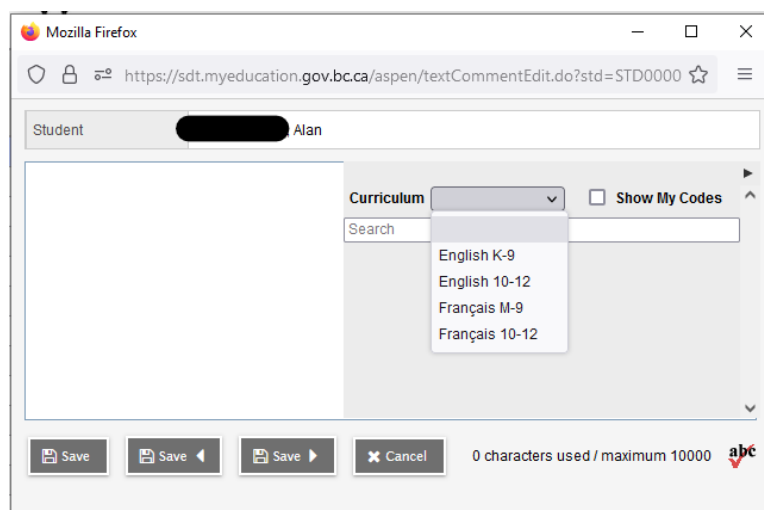 Mozilla Firefox
https://sdt.myeducation.gov.bc.ca/aspen/textCommentEdit.do?std=STD0000
Student Alan
Curriculum Show My Codes
Search
English K-9
English 10-12
Français M-9
Français 10-12
Save Save Save Cancel 0 characters used / maximum 10000 abc